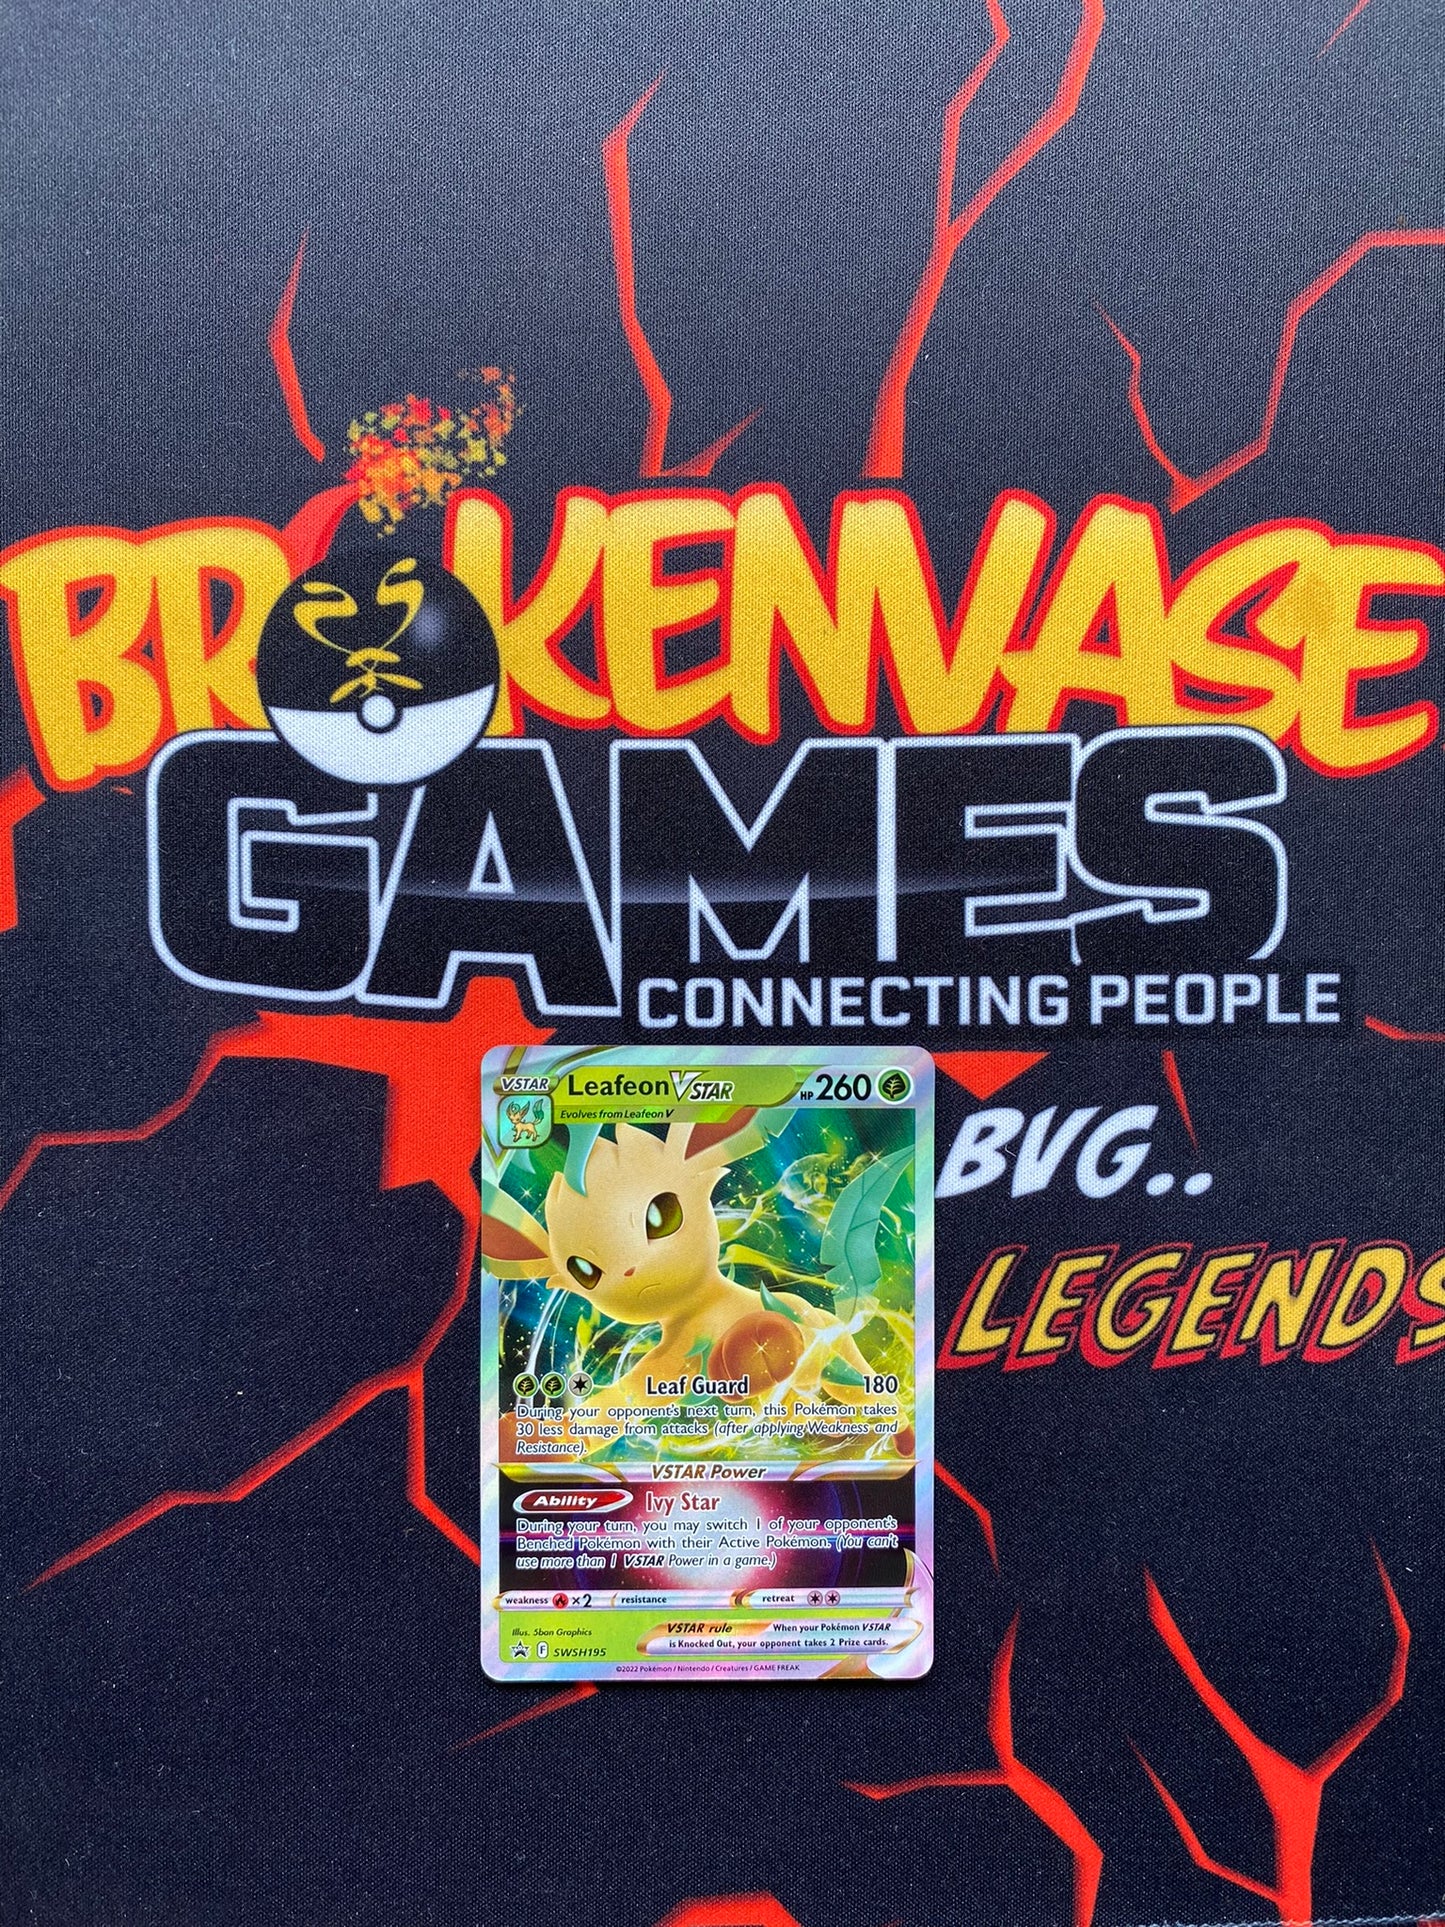 BROKENVASE
GAMES
CONNECTING PEOPLE
BVG..
LEGENDS
VSTAR Leafeon VSTAR HP 260
Evolves from Leafeon V
Leaf Guard 180
During your opponent's next turn, this Pokémon takes
30 less damage from attacks (after applying Weakness and
Resistance).
VSTAR Power
Ability Ivy Star
During your turn, you may switch 1 of your opponent's
Benched Pokémon with their Active Pokémon. (You can't
use more than 1 VSTAR Power in a game.)
weakness ×2 resistance retreat
Illus. 5ban Graphics
VSTAR rule When your Pokémon VSTAR
is Knocked Out, your opponent takes 2 Prize cards.
F SWSH195
©2022 Pokémon / Nintendo / Creatures / GAME FREAK